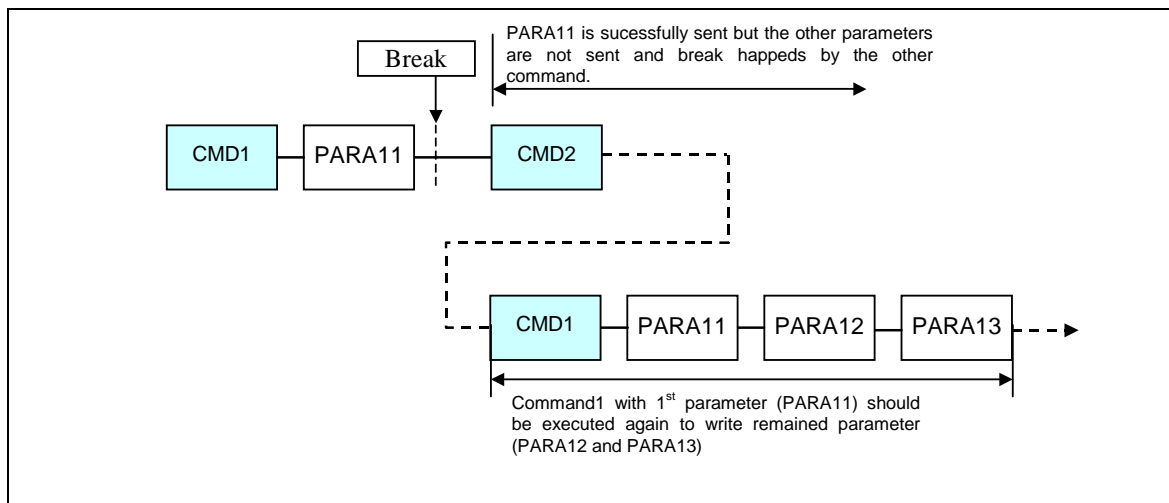 PARA11 is sucessfully sent but the other parameters
are not sent and break happeds by the other
command.
Break
CMD1
PARA11
CMD2
CMD1
PARA11
PARA12
PARA13
Command1 with 1st parameter (PARA11) should
be executed again to write remained parameter
(PARA12 and PARA13)